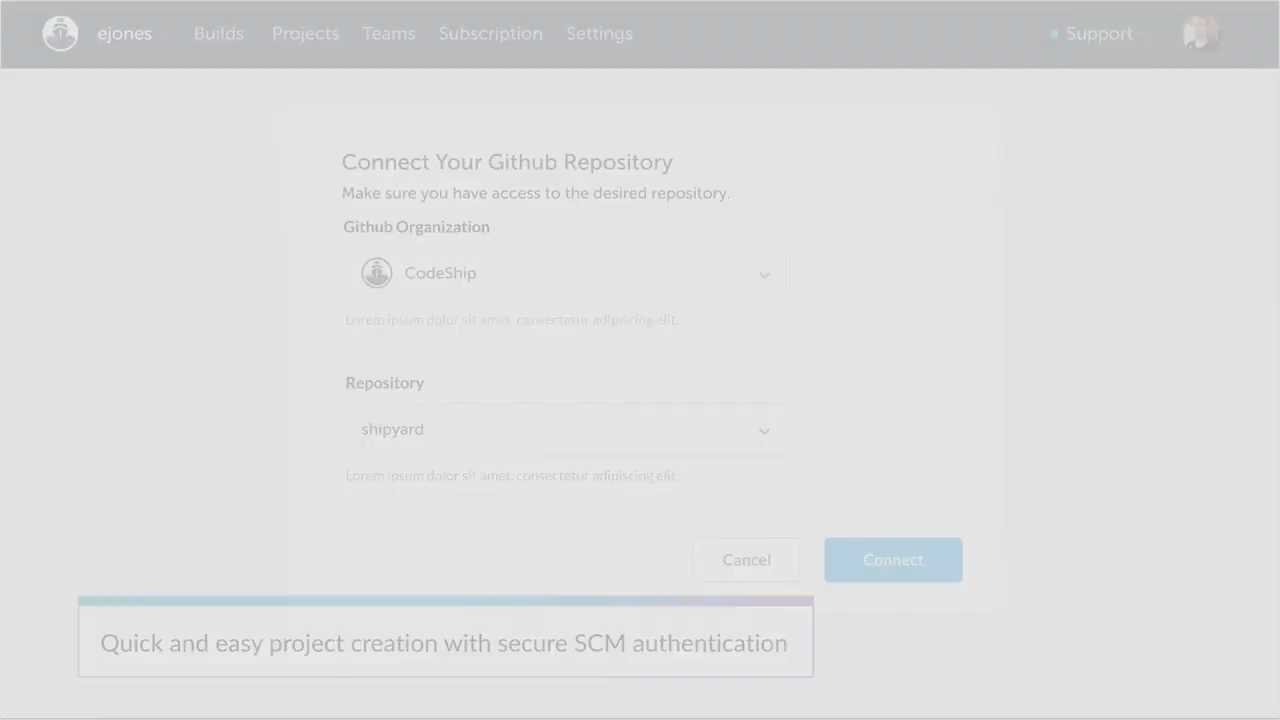 ejones Builds Projects Teams Subscription Settings Support
Connect Your Github Repository
Make sure you have access to the desired repository.
Github Organization
CodeShip
Lorem ipsum dolor sit amet, consectetur adipiscing elit.
Repository
shipyard
Lorem ipsum dolor sit amet, consectetur adipiscing elit.
Cancel Connect
Quick and easy project creation with secure SCM authentication